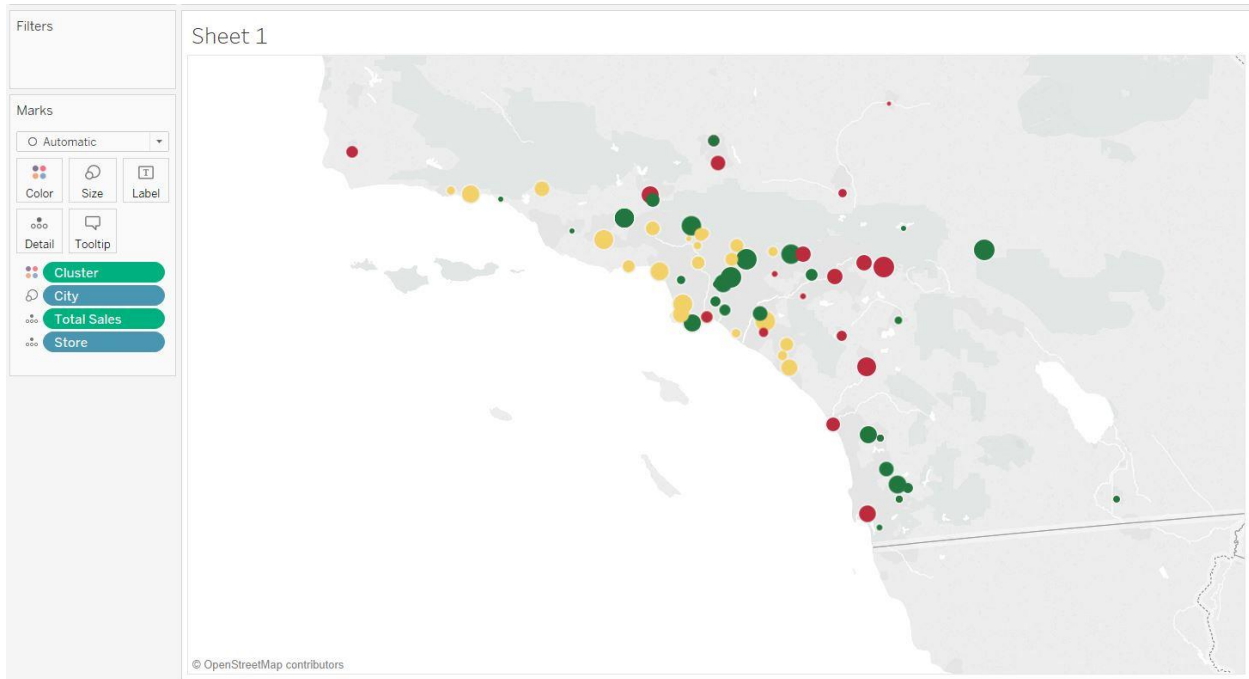 Filters
Sheet 1
Marks
Automatic
Color Size Label
T
Detail Tooltip
Cluster
City
Total Sales
Store
© OpenStreetMap contributors